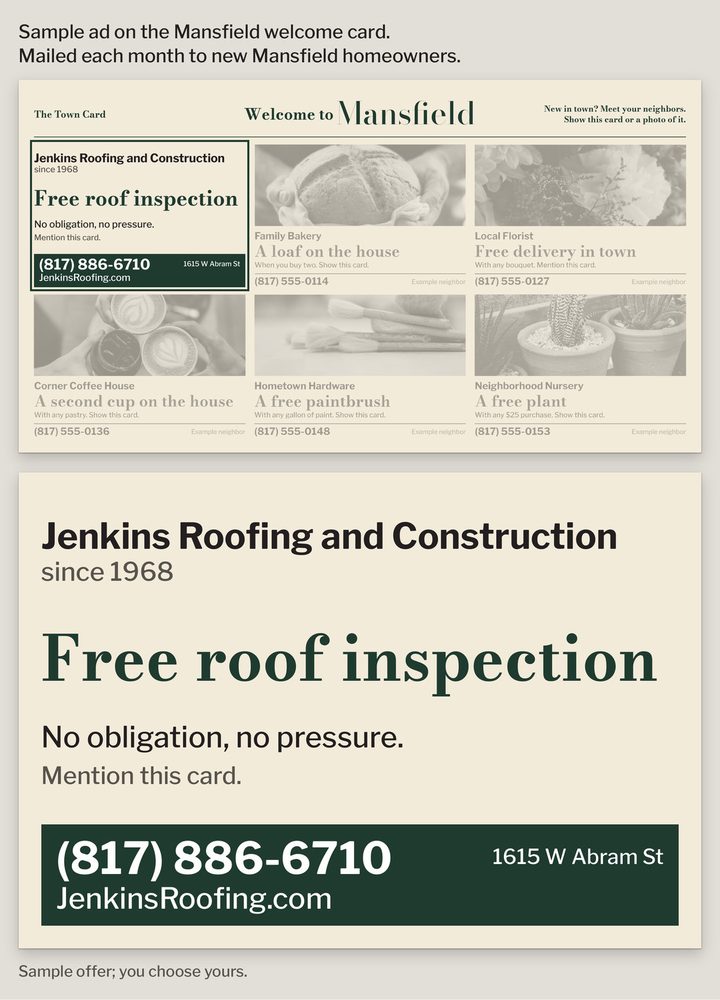 Sample ad on the Mansfield welcome card.
Mailed each month to new Mansfield homeowners.
The Town Card
Welcome to Mansfield
New in town? Meet your neighbors.
Show this card or a photo of it.
Jenkins Roofing and Construction
since 1968
Free roof inspection
No obligation, no pressure.
Mention this card.
(817) 886-6710
1615 W Abram St
JenkinsRoofing.com
Family Bakery
A loaf on the house
When you buy two. Show this card.
(817) 555-0114
Example neighbor
Local Florist
Free delivery in town
With any bouquet. Mention this card.
(817) 555-0127
Example neighbor
Corner Coffee House
A second cup on the house
With any pastry. Show this card.
(817) 555-0136
Example neighbor
Hometown Hardware
A free paintbrush
With any gallon of paint. Show this card.
(817) 555-0148
Example neighbor
Neighborhood Nursery
A free plant
With any $25 purchase. Show this card.
(817) 555-0153
Example neighbor
Jenkins Roofing and Construction
since 1968
Free roof inspection
No obligation, no pressure.
Mention this card.
(817) 886-6710
1615 W Abram St
JenkinsRoofing.com
Sample offer; you choose yours.